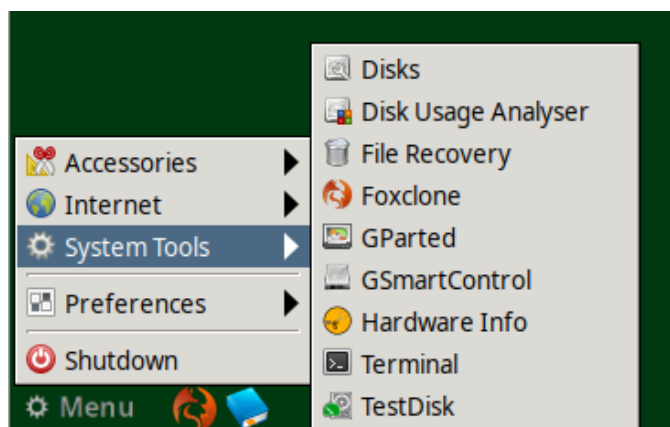 Accessories
Internet
System Tools
Preferences
Shutdown
Menu
Disks
Disk Usage Analyser
File Recovery
Foxclone
GParted
GSmartControl
Hardware Info
Terminal
TestDisk